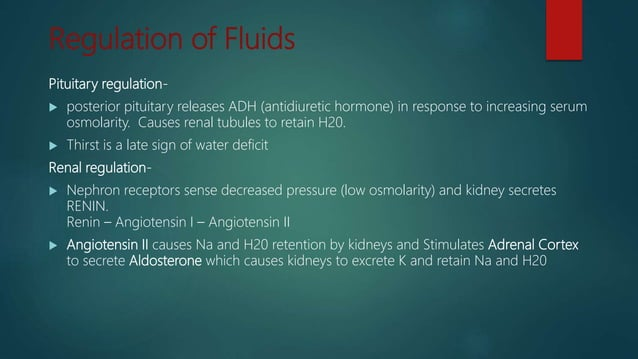 Regulation of Fluids
Pituitary regulation-
posterior pituitary releases ADH (antidiuretic hormone) in response to increasing serum
osmolarity. Causes renal tubules to retain H20.
Thirst is a late sign of water deficit
Renal regulation-
Nephron receptors sense decreased pressure (low osmolarity) and kidney secretes
RENIN.
Renin – Angiotensin I – Angiotensin II
Angiotensin II causes Na and H20 retention by kidneys and Stimulates Adrenal Cortex
to secrete Aldosterone which causes kidneys to excrete K and retain Na and H20